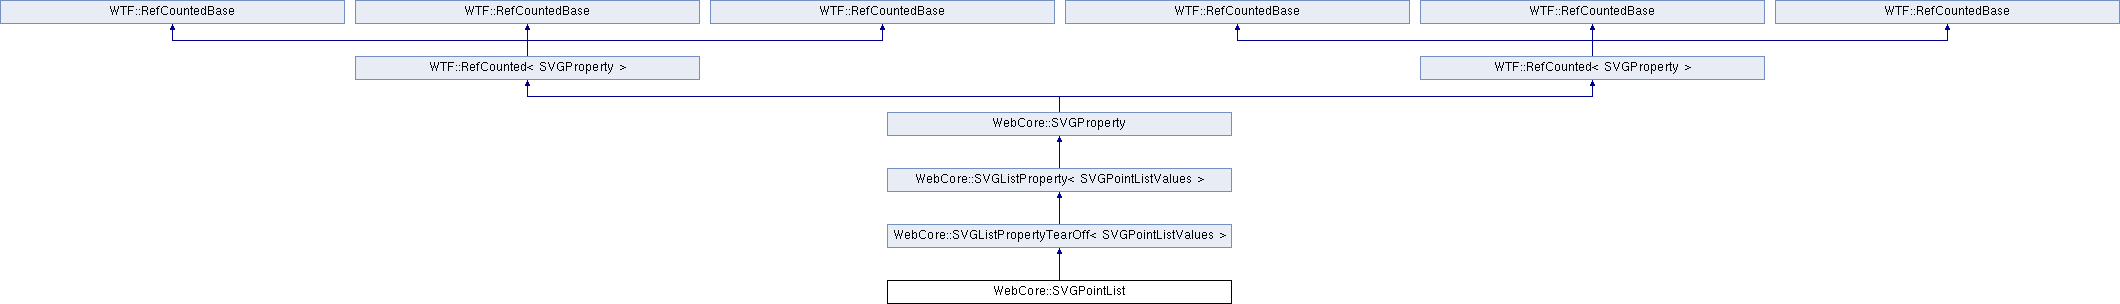 WTF::RefCountedBase
WTF::RefCountedBase
WTF::RefCountedBase
WTF::RefCountedBase
WTF::RefCountedBase
WTF::RefCountedBase
WTF::RefCounted< SVGProperty >
WTF::RefCounted< SVGProperty >
WebCore::SVGProperty
WebCore::SVGListProperty< SVGPointListValues >
WebCore::SVGListPropertyTearOff< SVGPointListValues >
WebCore::SVGPointList